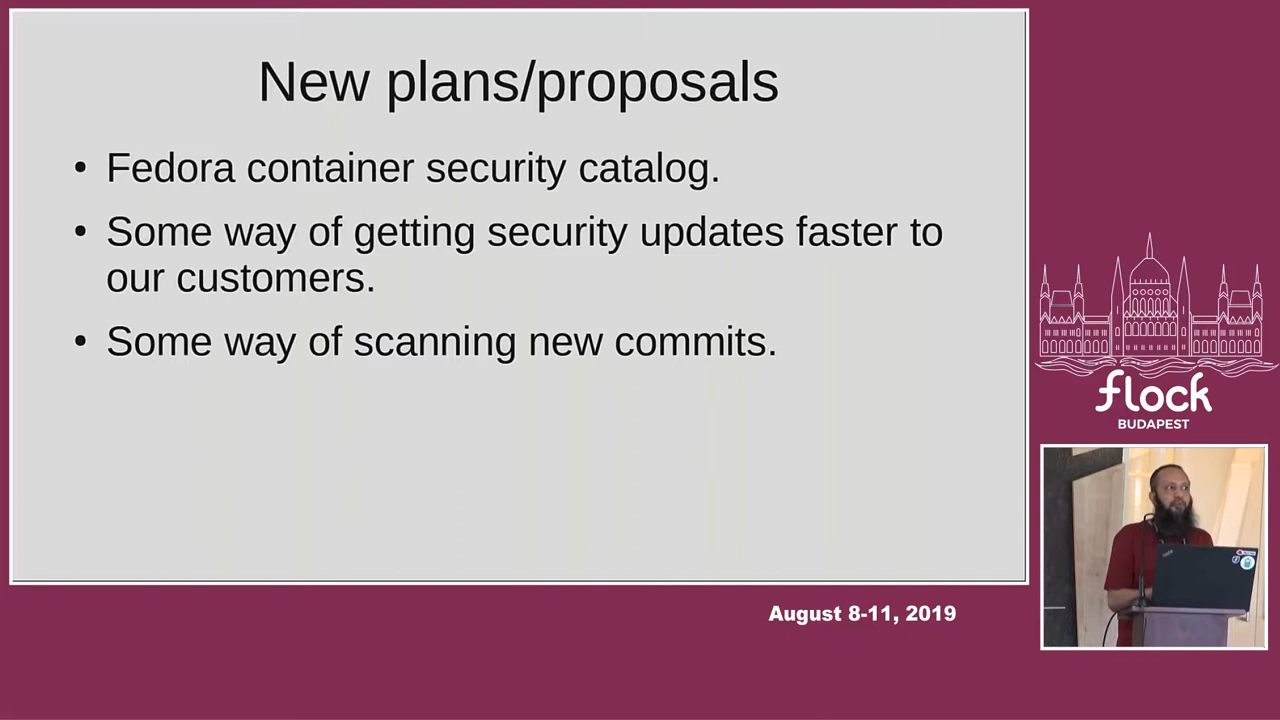 New plans/proposals
• Fedora container security catalog.
• Some way of getting security updates faster to
our customers.
• Some way of scanning new commits.
flock
BUDAPEST
August 8-11, 2019